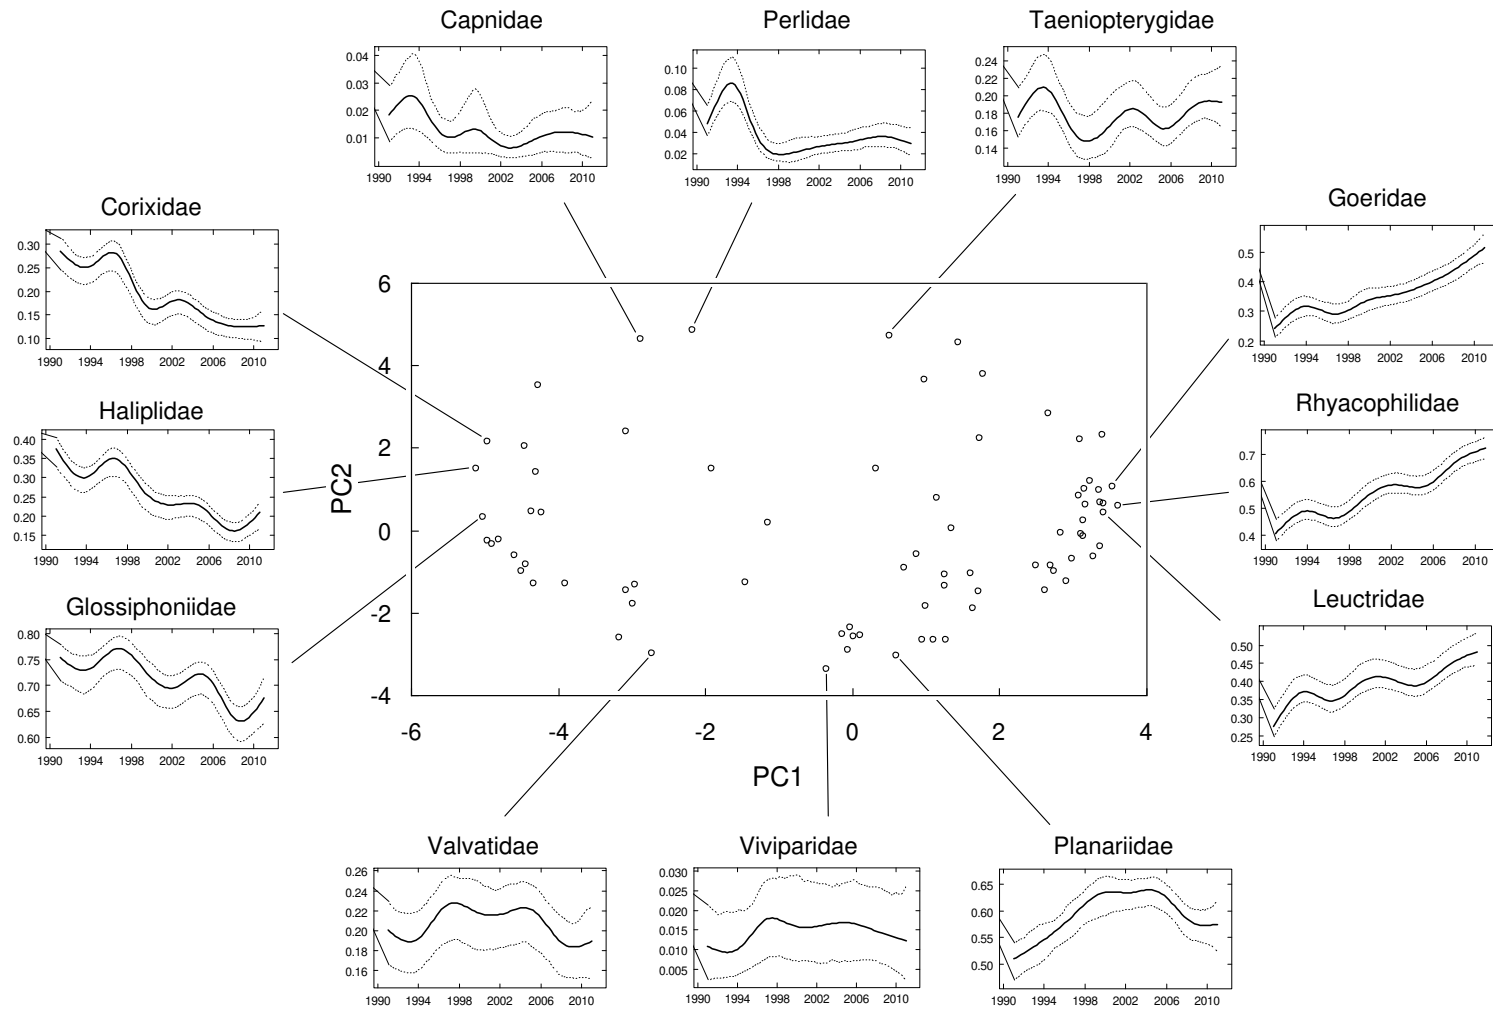 Capnidae
0.04
0.03
0.02
0.01
1990 1994 1998 2002 2006 2010
Perlidae
0.10
0.08
0.06
0.04
0.02
1990 1994 1998 2002 2006 2010
Taeniopterygidae
0.24
0.22
0.20
0.18
0.16
0.14
1990 1994 1998 2002 2006 2010
Corixidae
0.30
0.25
0.20
0.15
0.10
1990 1994 1998 2002 2006 2010
Goeridae
0.5
0.4
0.3
0.2
1990 1994 1998 2002 2006 2010
Haliplidae
0.40
0.35
0.30
0.25
0.20
0.15
1990 1994 1998 2002 2006 2010
Rhyacophilidae
0.7
0.6
0.5
0.4
1990 1994 1998 2002 2006 2010
Glossiphoniidae
0.80
0.75
0.70
0.65
0.60
1990 1994 1998 2002 2006 2010
Leuctridae
0.50
0.45
0.40
0.35
0.30
0.25
1990 1994 1998 2002 2006 2010
PC2
6
4
2
0
-2
-4
-6 -4 -2 0 2 4
PC1
Valvatidae
0.26
0.24
0.22
0.20
0.18
0.16
1990 1994 1998 2002 2006 2010
Viviparidae
0.030
0.025
0.020
0.015
0.010
0.005
1990 1994 1998 2002 2006 2010
Planariidae
0.65
0.60
0.55
0.50
1990 1994 1998 2002 2006 2010